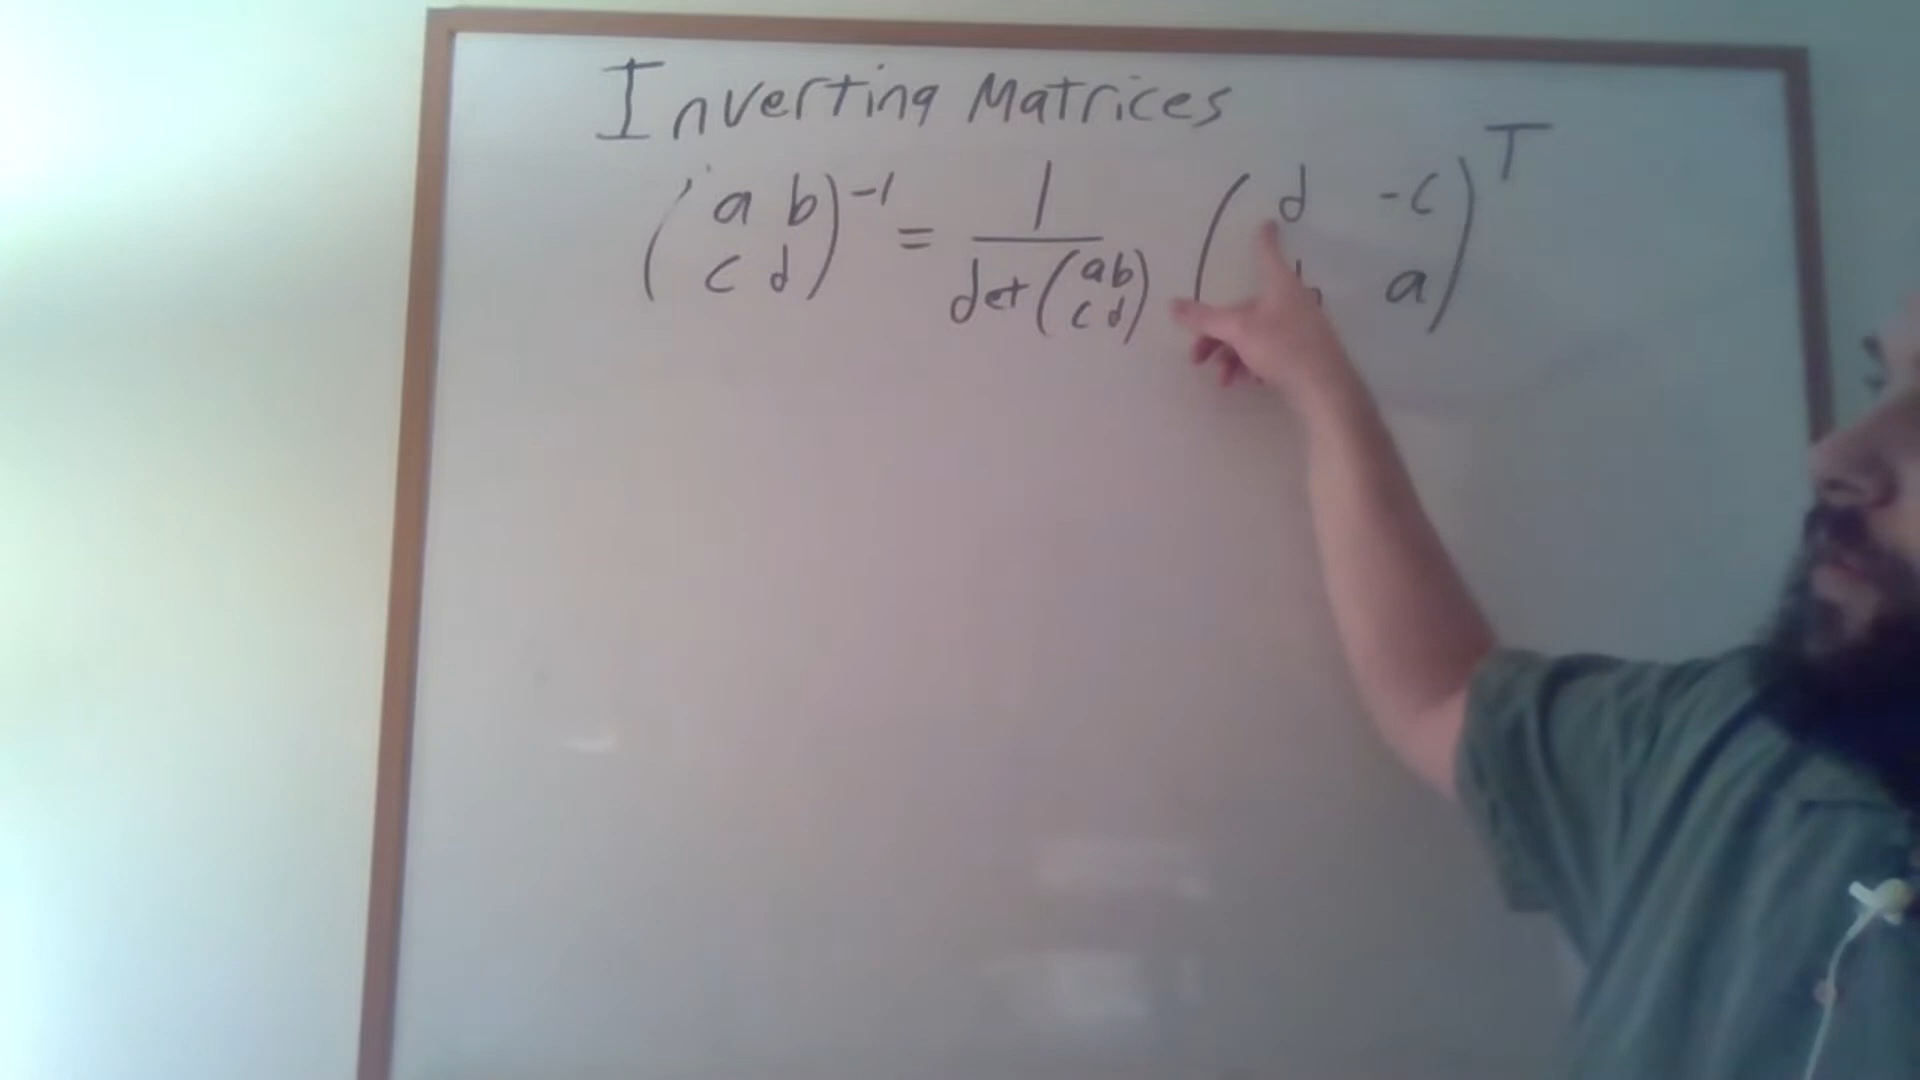 Inverting Matrices
(a b)-1 = 1 (d -c)T
(c d) det(a b) ( a)
(c d)